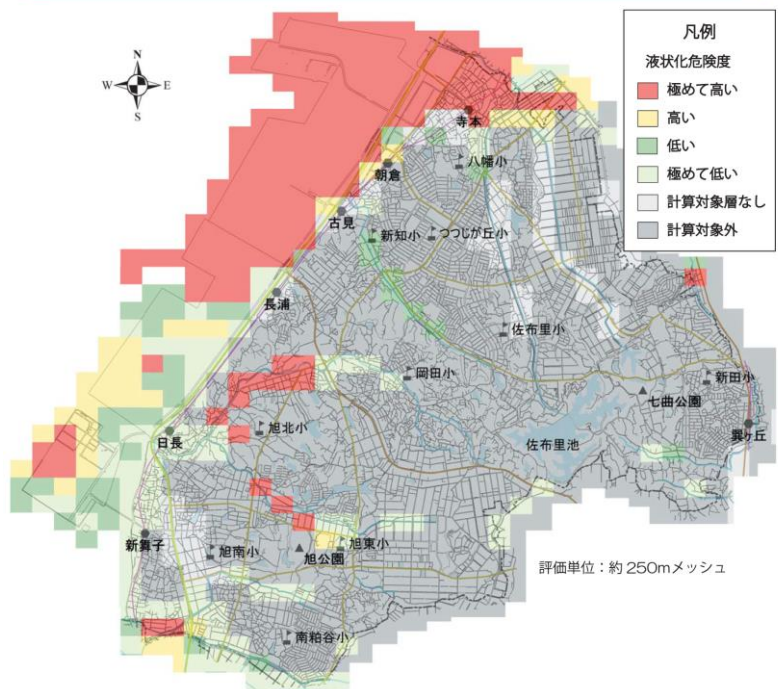 N
W
E
S
凡例
液状化危険度
極めて高い
高い
低い
極めて低い
計算対象層なし
計算対象外
寺本
八幡小
朝倉
古見
新知小
つつじが丘小
長浦
佐布里小
岡田小
新田小
七曲公園
旭北小
日長
佐布里池
巽ヶ丘
新舞子
旭南小
旭公園
旭東小
評価単位：約250mメッシュ
南粕谷小